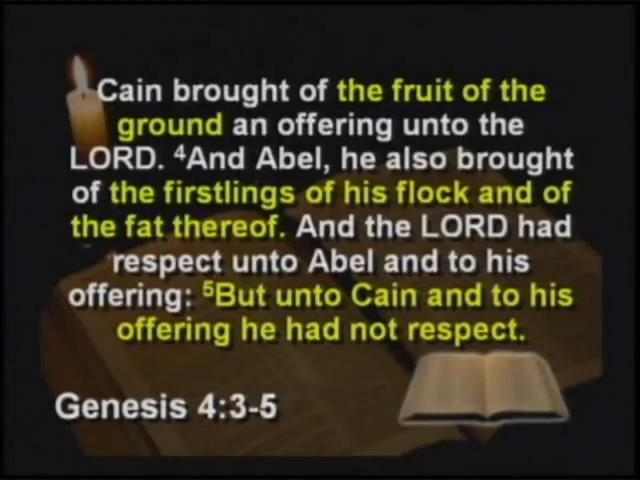 Cain brought of the fruit of the
ground an offering unto the
LORD. ⁴And Abel, he also brought
of the firstlings of his flock and of
the fat thereof. And the LORD had
respect unto Abel and to his
offering: ⁵But unto Cain and to his
offering he had not respect.
Genesis 4:3-5